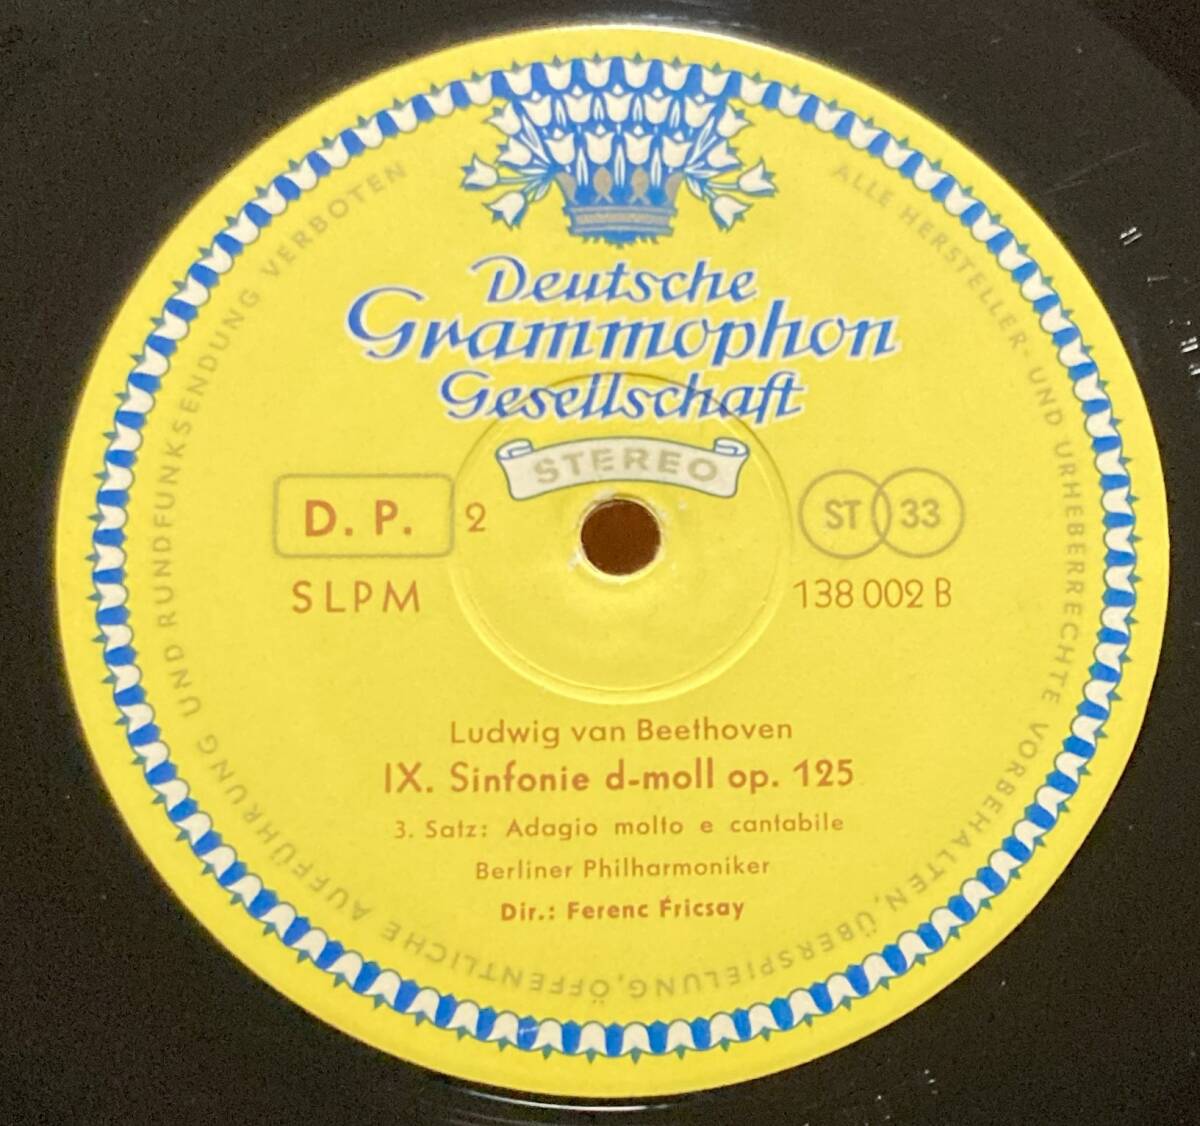 Deutsche
Grammophon
Gesellschaft
STEREO
D. P. 2
ST 33
SLPM
138 002 B
Ludwig van Beethoven
IX. Sinfonie d-moll op. 125
3. Satz: Adagio molto e cantabile
Berliner Philharmoniker
Dir.: Ferenc Fricsay
ALLE HERSTELLER- UND URHEBERRECHTE VORBEHALTEN, ÜBERSPIELUNG, ÖFFENTLICHE AUFFÜHRUNG UND RUNDFUNKSENDUNG VERBOTEN